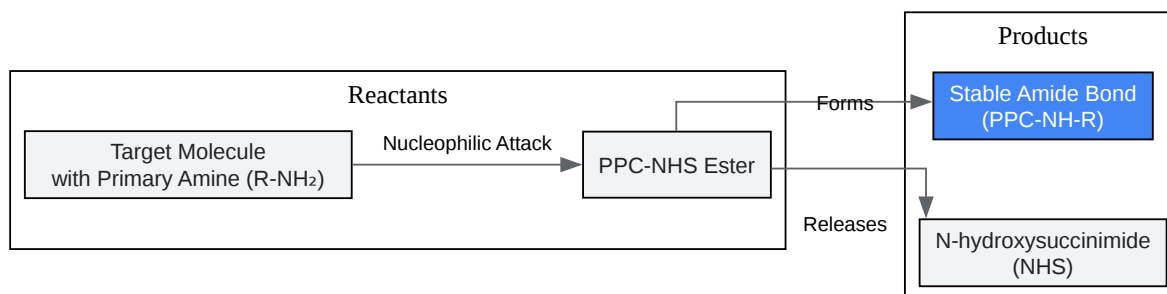 Products
Reactants
Stable Amide Bond
(PPC-NH-R)
Forms
Nucleophilic Attack
Target Molecule
with Primary Amine (R-NH₂)
PPC-NHS Ester
Releases
N-hydroxysuccinimide
(NHS)